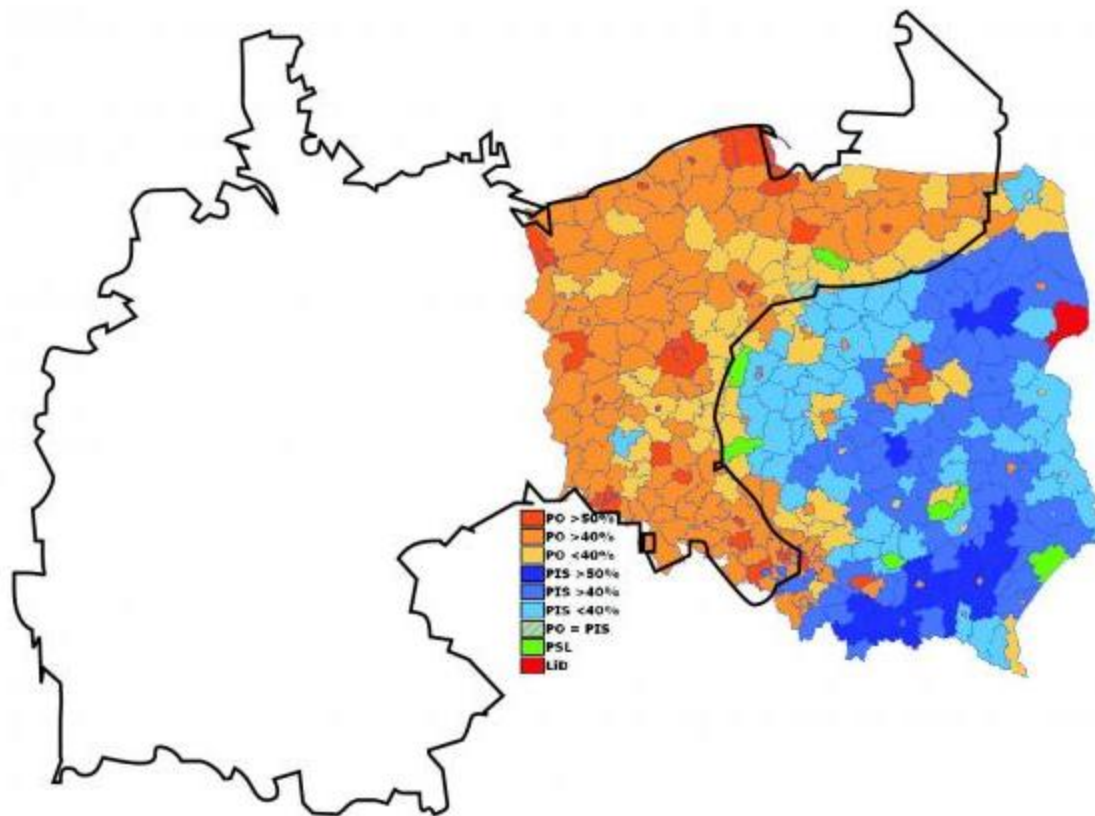 PO >50%
PO >40%
PO <40%
PIS >50%
PIS >40%
PIS <40%
PO = PIS
PSL
LiD